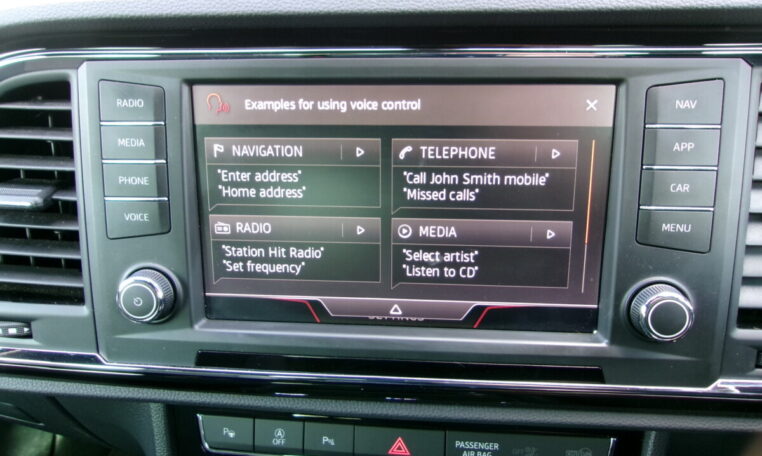 Examples for using voice control
RADIO
MEDIA
PHONE
VOICE
NAVIGATION
"Enter address"
"Home address"
TELEPHONE
"Call John Smith mobile"
"Missed calls"
RADIO
"Station Hit Radio"
"Set frequency"
MEDIA
"Select artist"
"Listen to CD"
NAV
APP
CAR
MENU
P
A
OFF
P
PASSENGER
AIR BAG